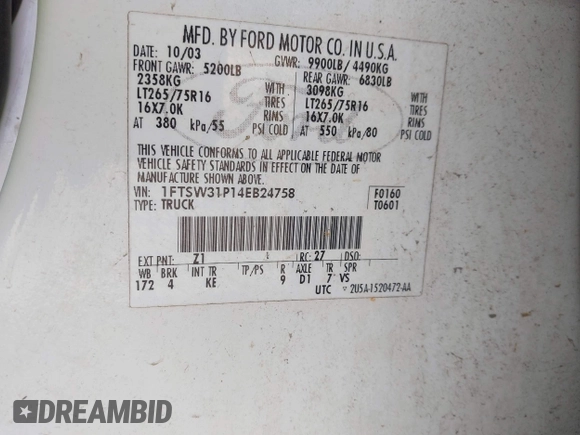 MFD. BY FORD MOTOR CO. IN U.S.A.
DATE: 10/03 GVWR: 9900LB/ 4490KG
FRONT GAWR: 5200LB REAR GAWR: 6830LB
2358KG WITH 3098KG WITH
LT265/75R16 TIRES LT265/75R16 TIRES
16X7.0K RIMS 16X7.0K RIMS
AT 380 kPa/55 PSI COLD AT 550 kPa/80 PSI COLD
THIS VEHICLE CONFORMS TO ALL APPLICABLE FEDERAL MOTOR
VEHICLE SAFETY STANDARDS IN EFFECT ON THE DATE OF
MANUFACTURE SHOWN ABOVE.
VIN: 1FTSW31P14EB24758 F0160
TYPE: TRUCK T0601
EXT PNT: Z1 RC: 27 DSO:
WB BRK INT TR TP/PS R AXLE TR SPR
172 4 KE 9 D1 7 VS
UTC 2U5A-1520472-AA
Ford
DREAMBID